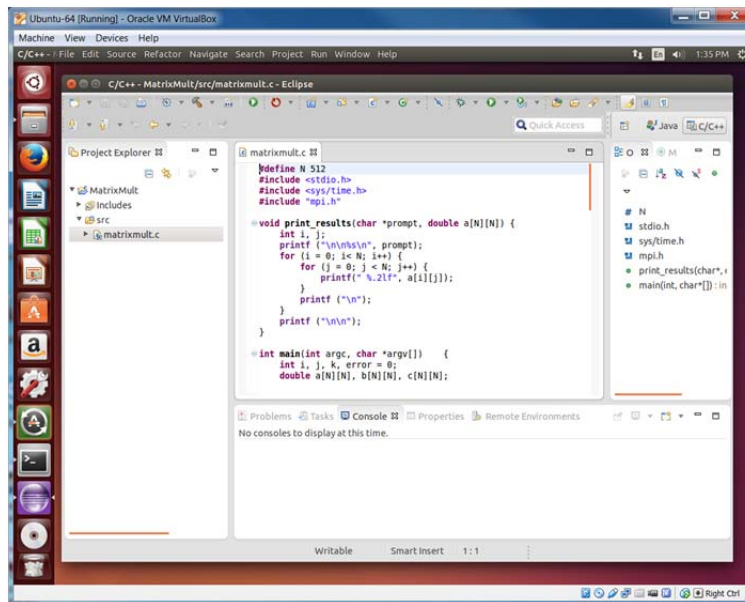 Ubuntu-64 [Running] - Oracle VM VirtualBox
Machine View Devices Help
C/C++ - File Edit Source Refactor Navigate Search Project Run Window Help
En 1:35 PM
C/C++ - MatrixMult/src/matrixmult.c - Eclipse
Quick Access
Java C/C++
Project Explorer
MatrixMult
Includes
src
matrixmult.c
matrixmult.c
#define N 512
#include <stdio.h>
#include <sys/time.h>
#include "mpi.h"
void print_results(char *prompt, double a[N][N]) {
int i, j;
printf ("\n\n%s\n", prompt);
for (i = 0; i< N; i++) {
for (j = 0; j < N; j++) {
printf(" %.2lf", a[i][j]);
}
printf ("\n");
}
printf ("\n\n");
}
int main(int argc, char *argv[]) {
int i, j, k, error = 0;
double a[N][N], b[N][N], c[N][N];
O M
# N
stdio.h
sys/time.h
mpi.h
print_results(char*,
main(int, char*[]) : in
Problems Tasks Console Properties Remote Environments
No consoles to display at this time.
Writable Smart Insert 1:1
Right Ctrl